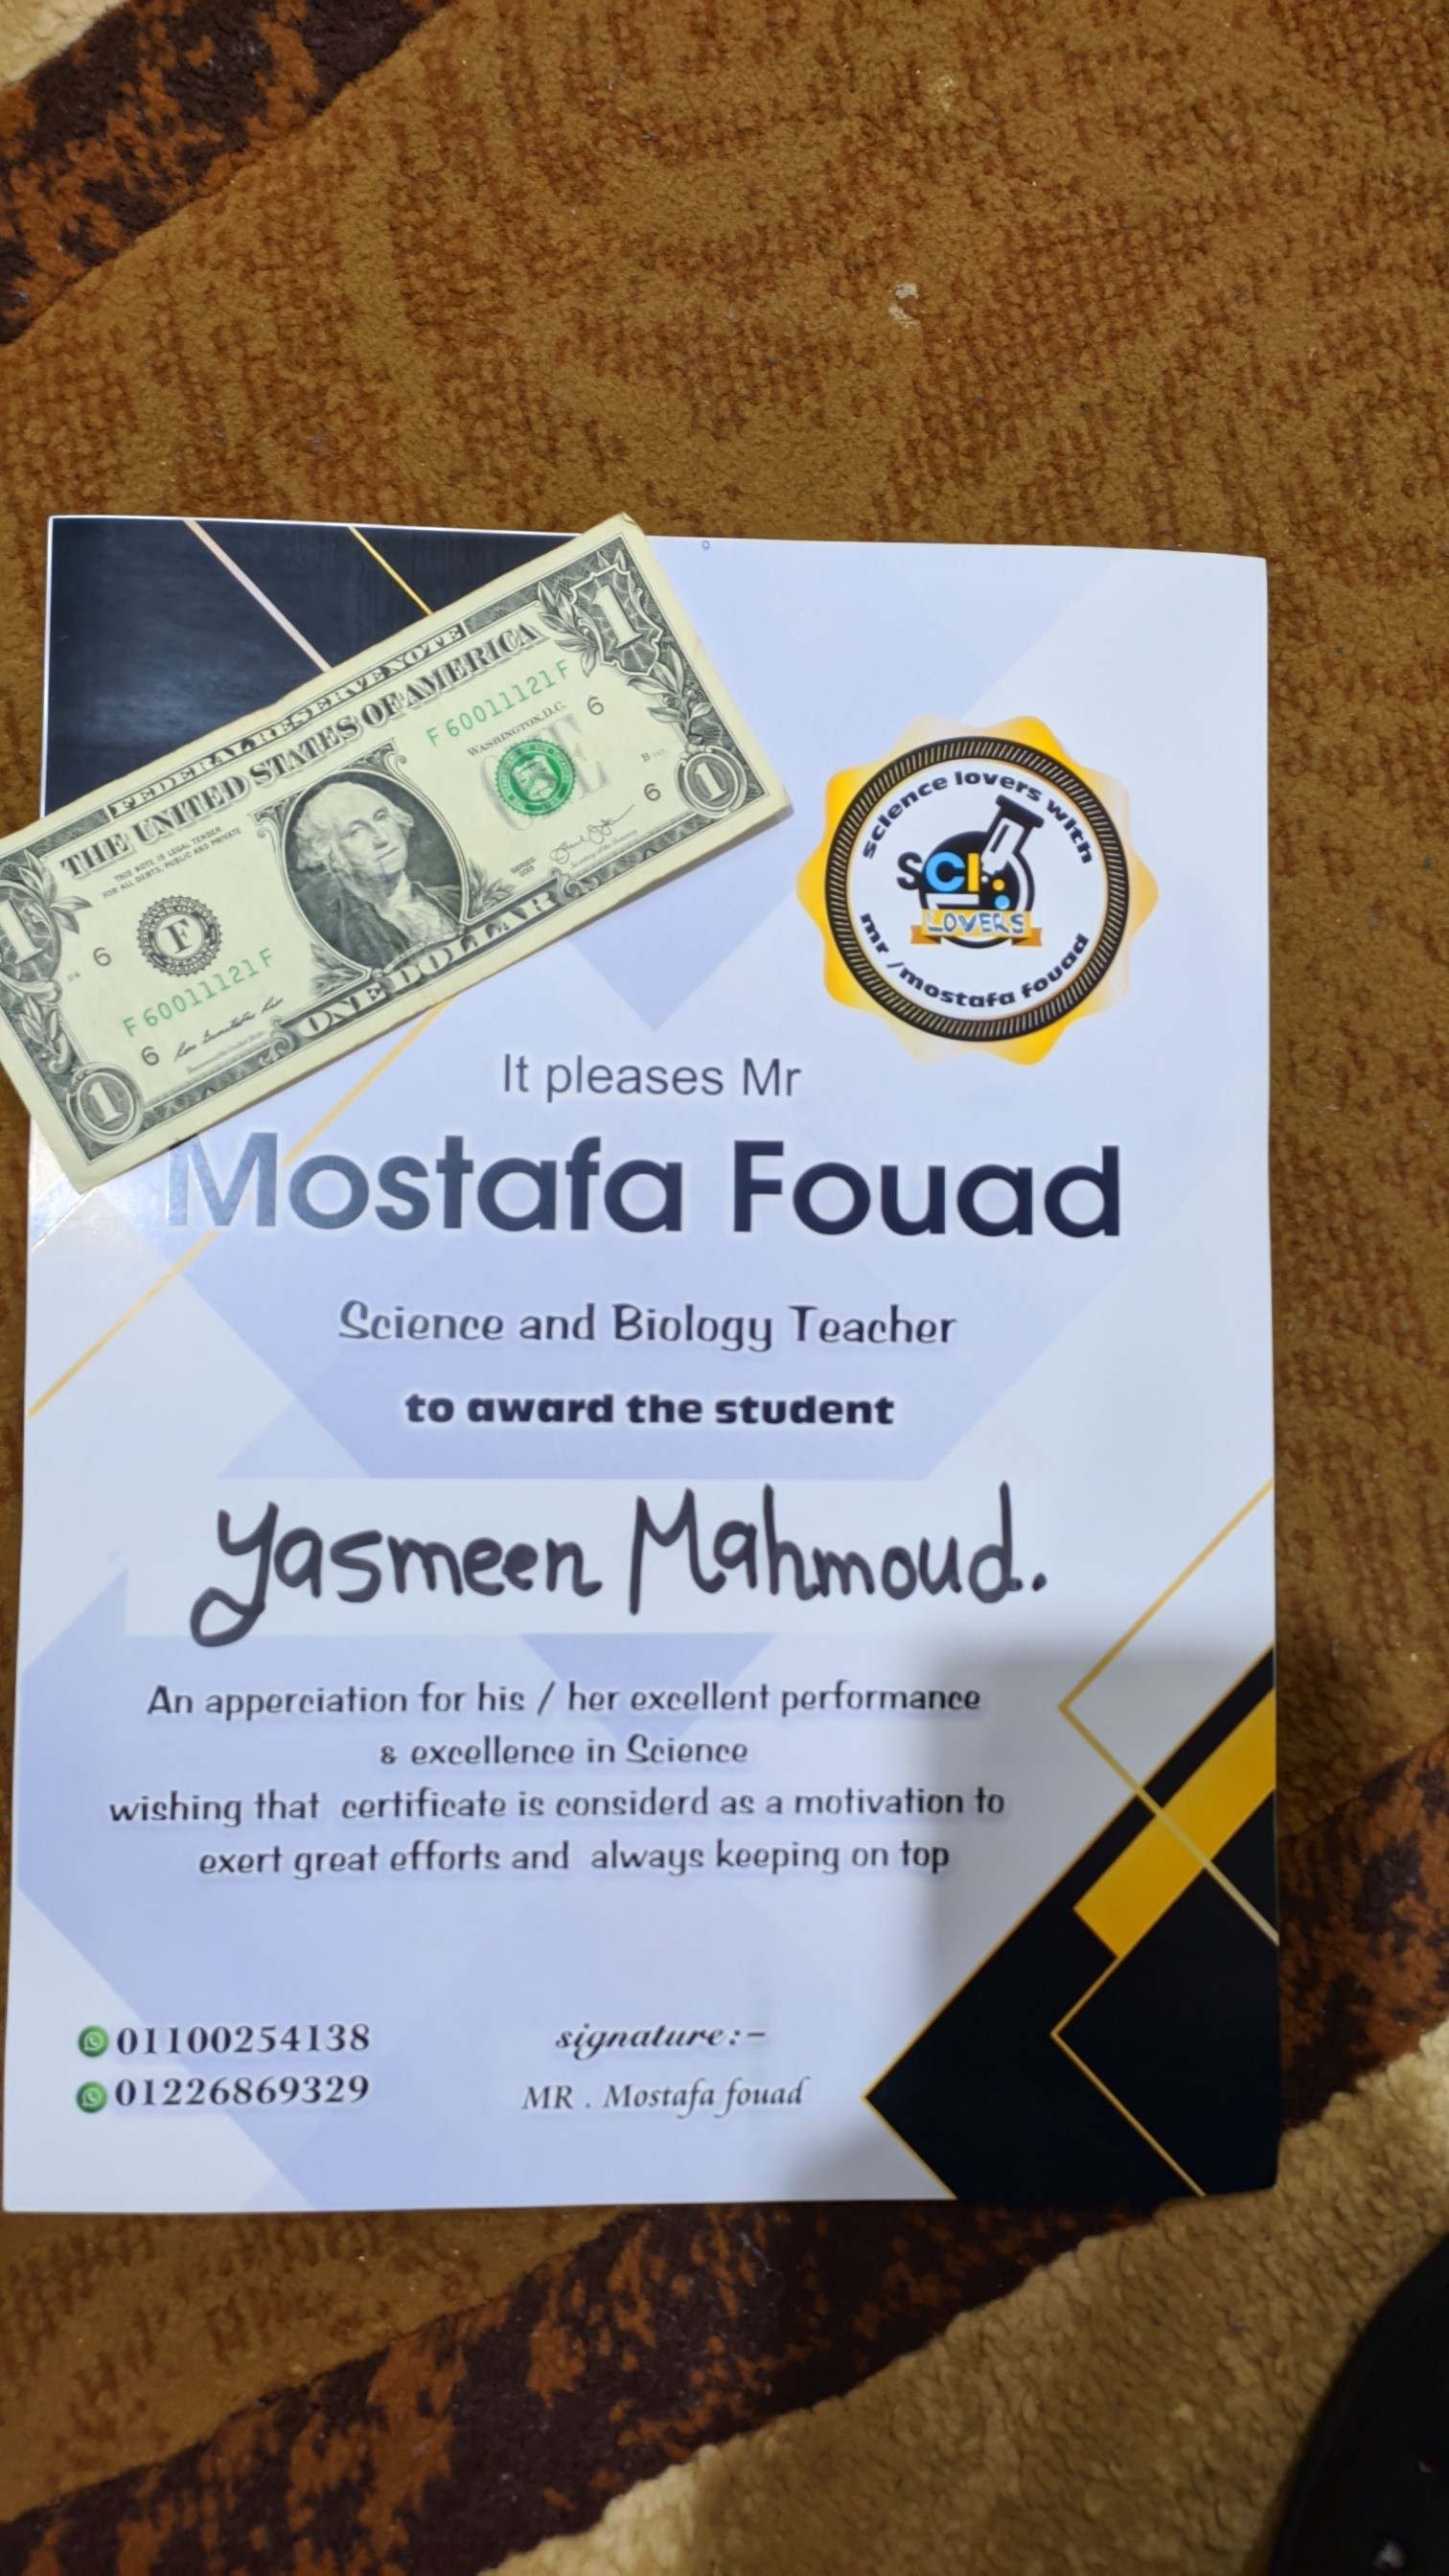 FEDERAL RESERVE NOTE
THE UNITED STATES OF AMERICA
THIS NOTE IS LEGAL TENDER
FOR ALL DEBTS, PUBLIC AND PRIVATE
F 60011121 F
WASHINGTON, D.C.
1
6
F
6
F 60011121 F
6
6
SERIES
2013
1
1
1
ONE DOLLAR
science lovers with
SCI
LOVERS
mr / mostafa fouad
It pleases Mr
Mostafa Fouad
Science and Biology Teacher
to award the student
Yasmeen Mahmoud.
An apperciation for his / her excellent performance
& excellence in Science
wishing that certificate is considerd as a motivation to
exert great efforts and always keeping on top
01100254138
01226869329
signature:-
MR . Mostafa fouad